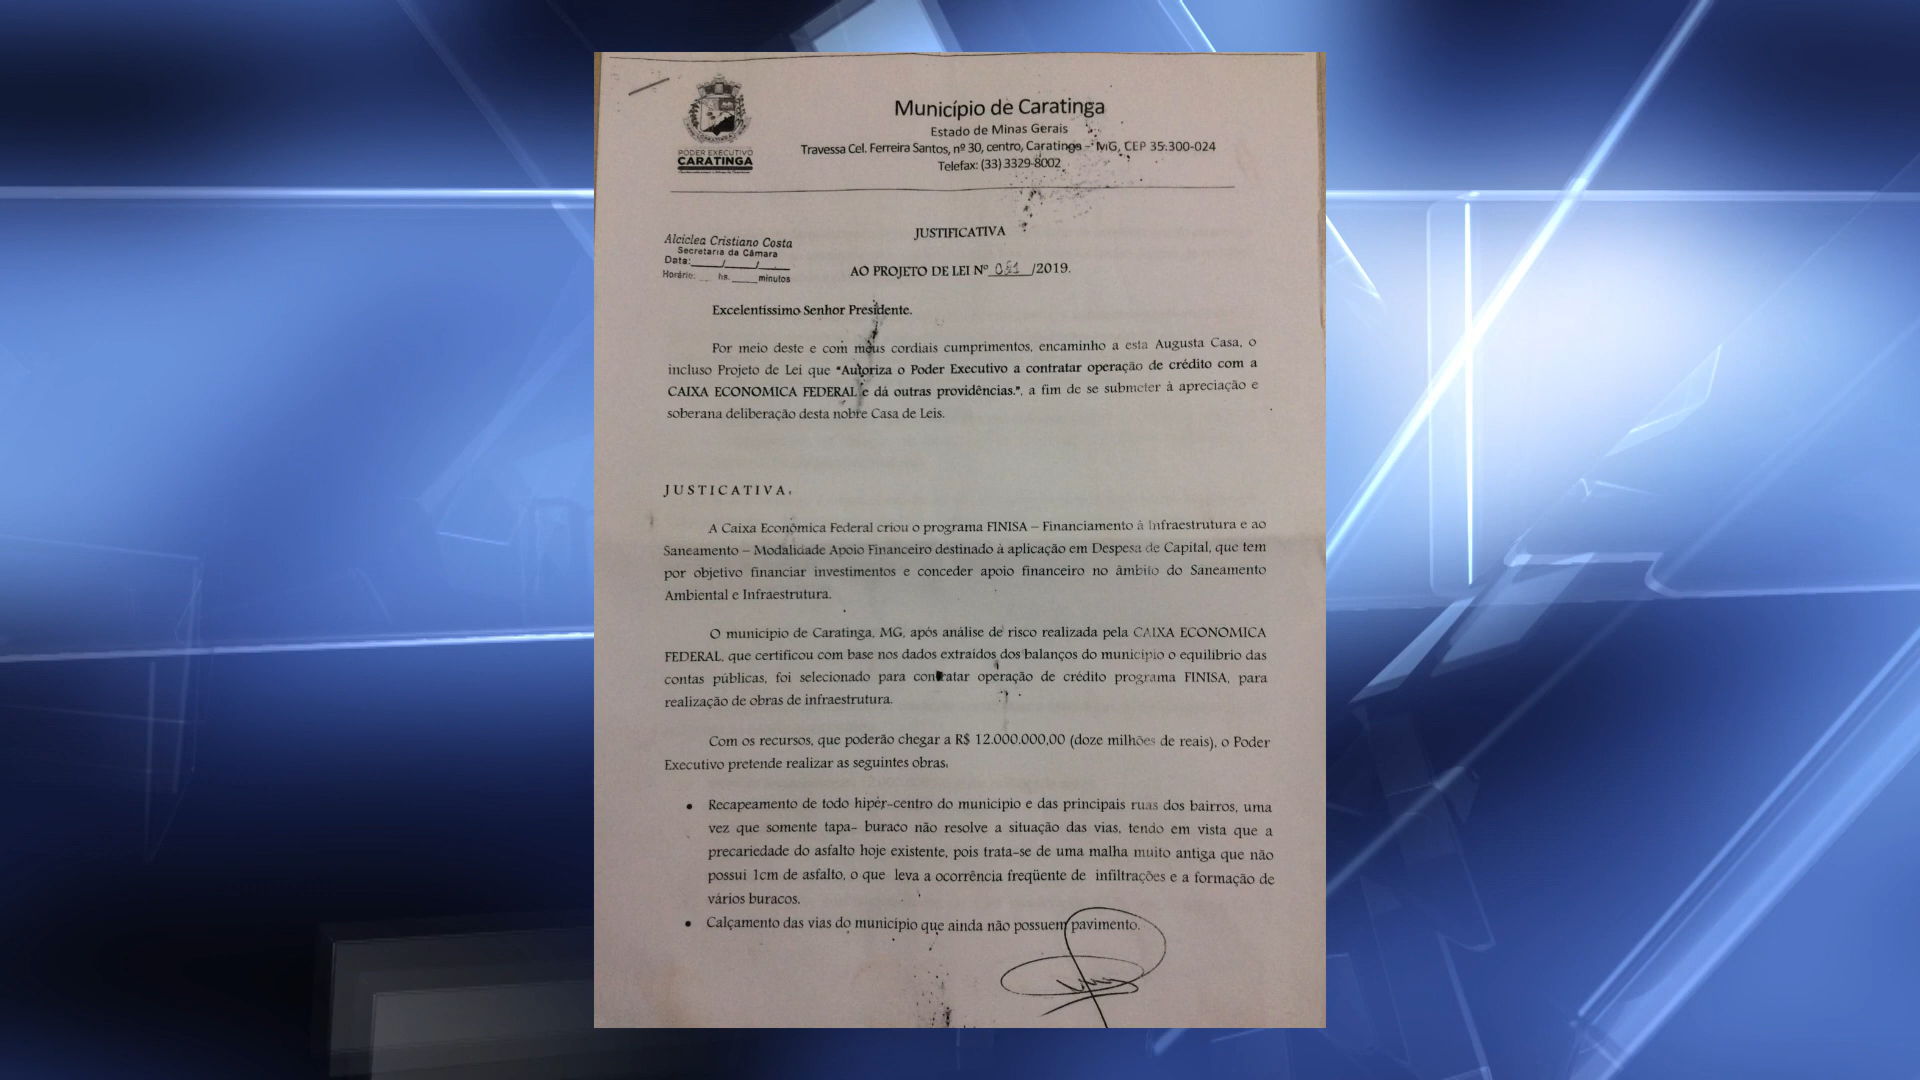 Município de Caratinga
Estado de Minas Gerais
Travessa Cel. Ferreira Santos, nº 30, centro, Caratinga - MG, CEP 35.300-024
Telefax: (33) 3329-8002
PODER EXECUTIVO
CARATINGA
JUSTIFICATIVA
Alciclea Cristiano Costa
Secretaria da Câmara
Data:___/___/___
Horário: __ hs. ___ minutos
AO PROJETO DE LEI Nº /2019.
Excelentissimo Senhor Presidente.
Por meio deste e com meus cordiais cumprimentos, encaminho a esta Augusta Casa, o
incluso Projeto de Lei que "Autoriza o Poder Executivo a contratar operação de crédito com a
CAIXA ECONOMICA FEDERAL e dá outras providências.", a fim de se submeter à apreciação e
soberana deliberação desta nobre Casa de Leis.
JUSTICATIVA.
A Caixa Econômica Federal criou o programa FINISA – Financiamento à Infraestrutura e ao
Saneamento – Modalidade Apoio Financeiro destinado à aplicação em Despesa de Capital, que tem
por objetivo financiar investimentos e conceder apoio financeiro no âmbito do Saneamento
Ambiental e Infraestrutura.
O município de Caratinga, MG, após análise de risco realizada pela CAIXA ECONOMICA
FEDERAL, que certificou com base nos dados extraídos dos balanços do município o equilíbrio das
contas públicas, foi selecionado para contratar operação de crédito programa FINISA, para
realização de obras de infraestrutura.
Com os recursos, que poderão chegar a R$ 12.000.000,00 (doze milhões de reais), o Poder
Executivo pretende realizar as seguintes obras.
• Recapeamento de todo hiper-centro do município e das principais ruas dos bairros, uma
vez que somente tapa- buraco não resolve a situação das vias, tendo em vista que a
precariedade do asfalto hoje existente, pois trata-se de uma malha muito antiga que não
possui 1cm de asfalto, o que leva a ocorrência freqüente de infiltrações e a formação de
vários buracos.
• Calçamento das vias do município que ainda não possuem pavimento.